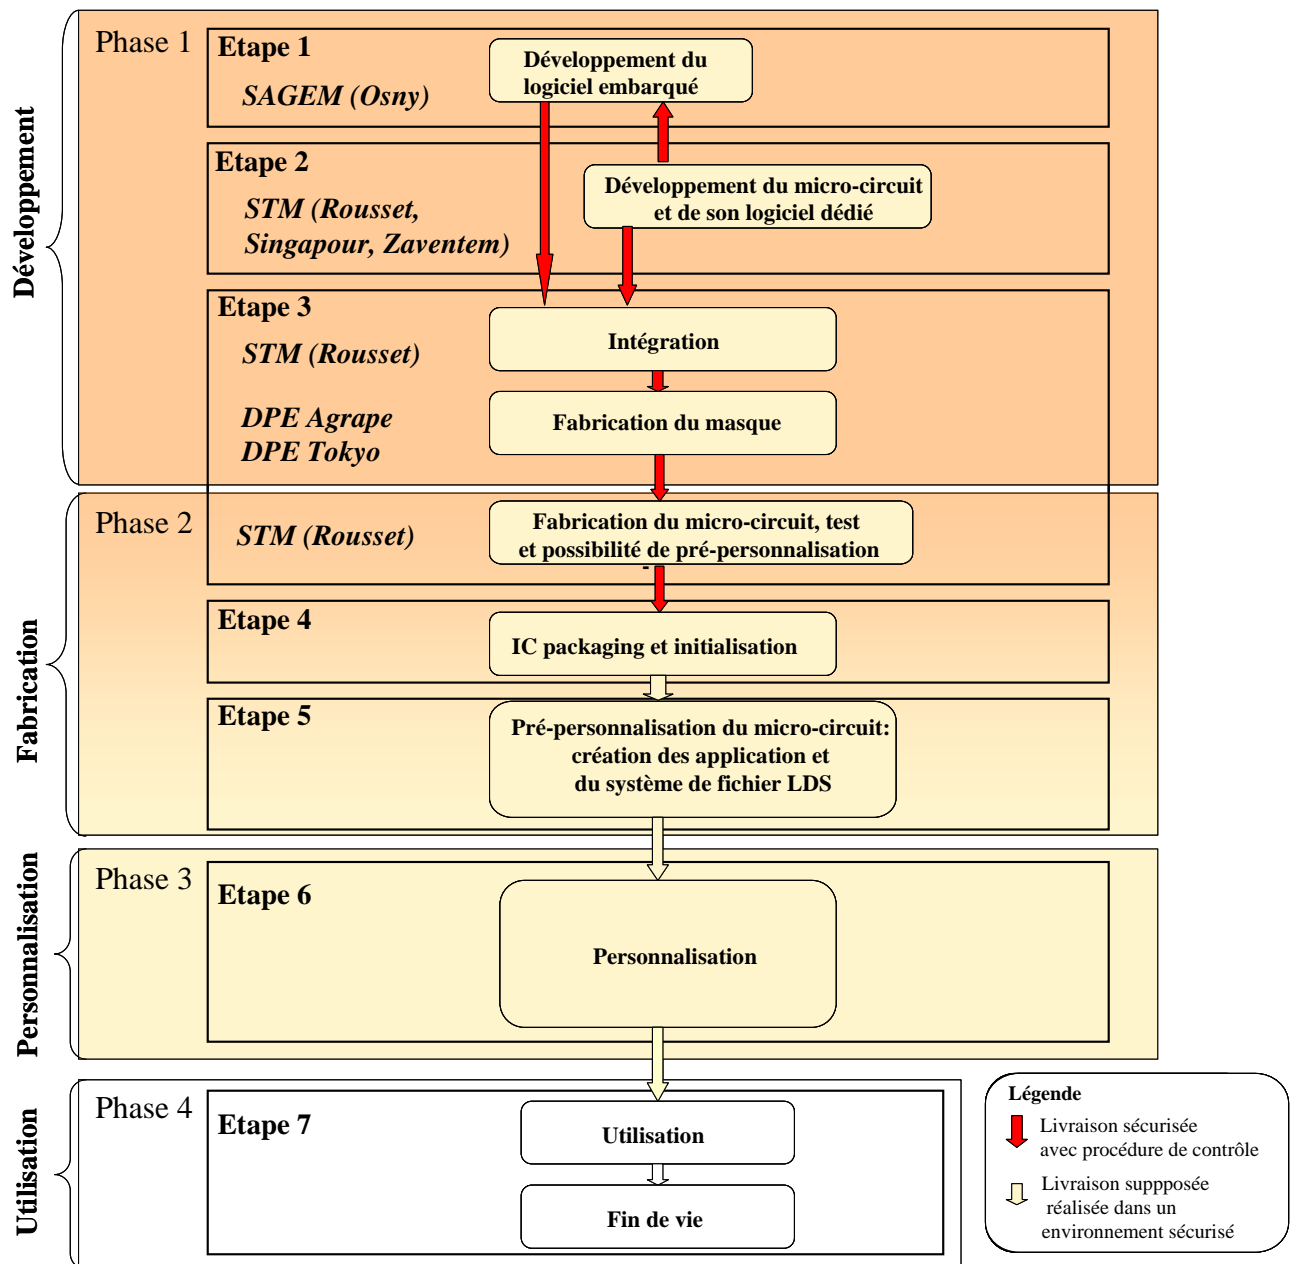 Développement
Phase 1
Etape 1
SAGEM (Osny)
Développement du
logiciel embarqué
Etape 2
STM (Rousset,
Singapour, Zaventem)
Développement du micro-circuit
et de son logiciel dédié
Etape 3
STM (Rousset)
Intégration
DPE Agrape
DPE Tokyo
Fabrication du masque
Fabrication
Phase 2
STM (Rousset)
Fabrication du micro-circuit, test
et possibilité de pré-personnalisation
-
Etape 4
IC packaging et initialisation
Etape 5
Pré-personnalisation du micro-circuit:
création des application et
du système de fichier LDS
Personnalisation
Phase 3
Etape 6
Personnalisation
Utilisation
Phase 4
Etape 7
Utilisation
Fin de vie
Légende
Livraison sécurisée
avec procédure de contrôle
Livraison suppposée
réalisée dans un
environnement sécurisé